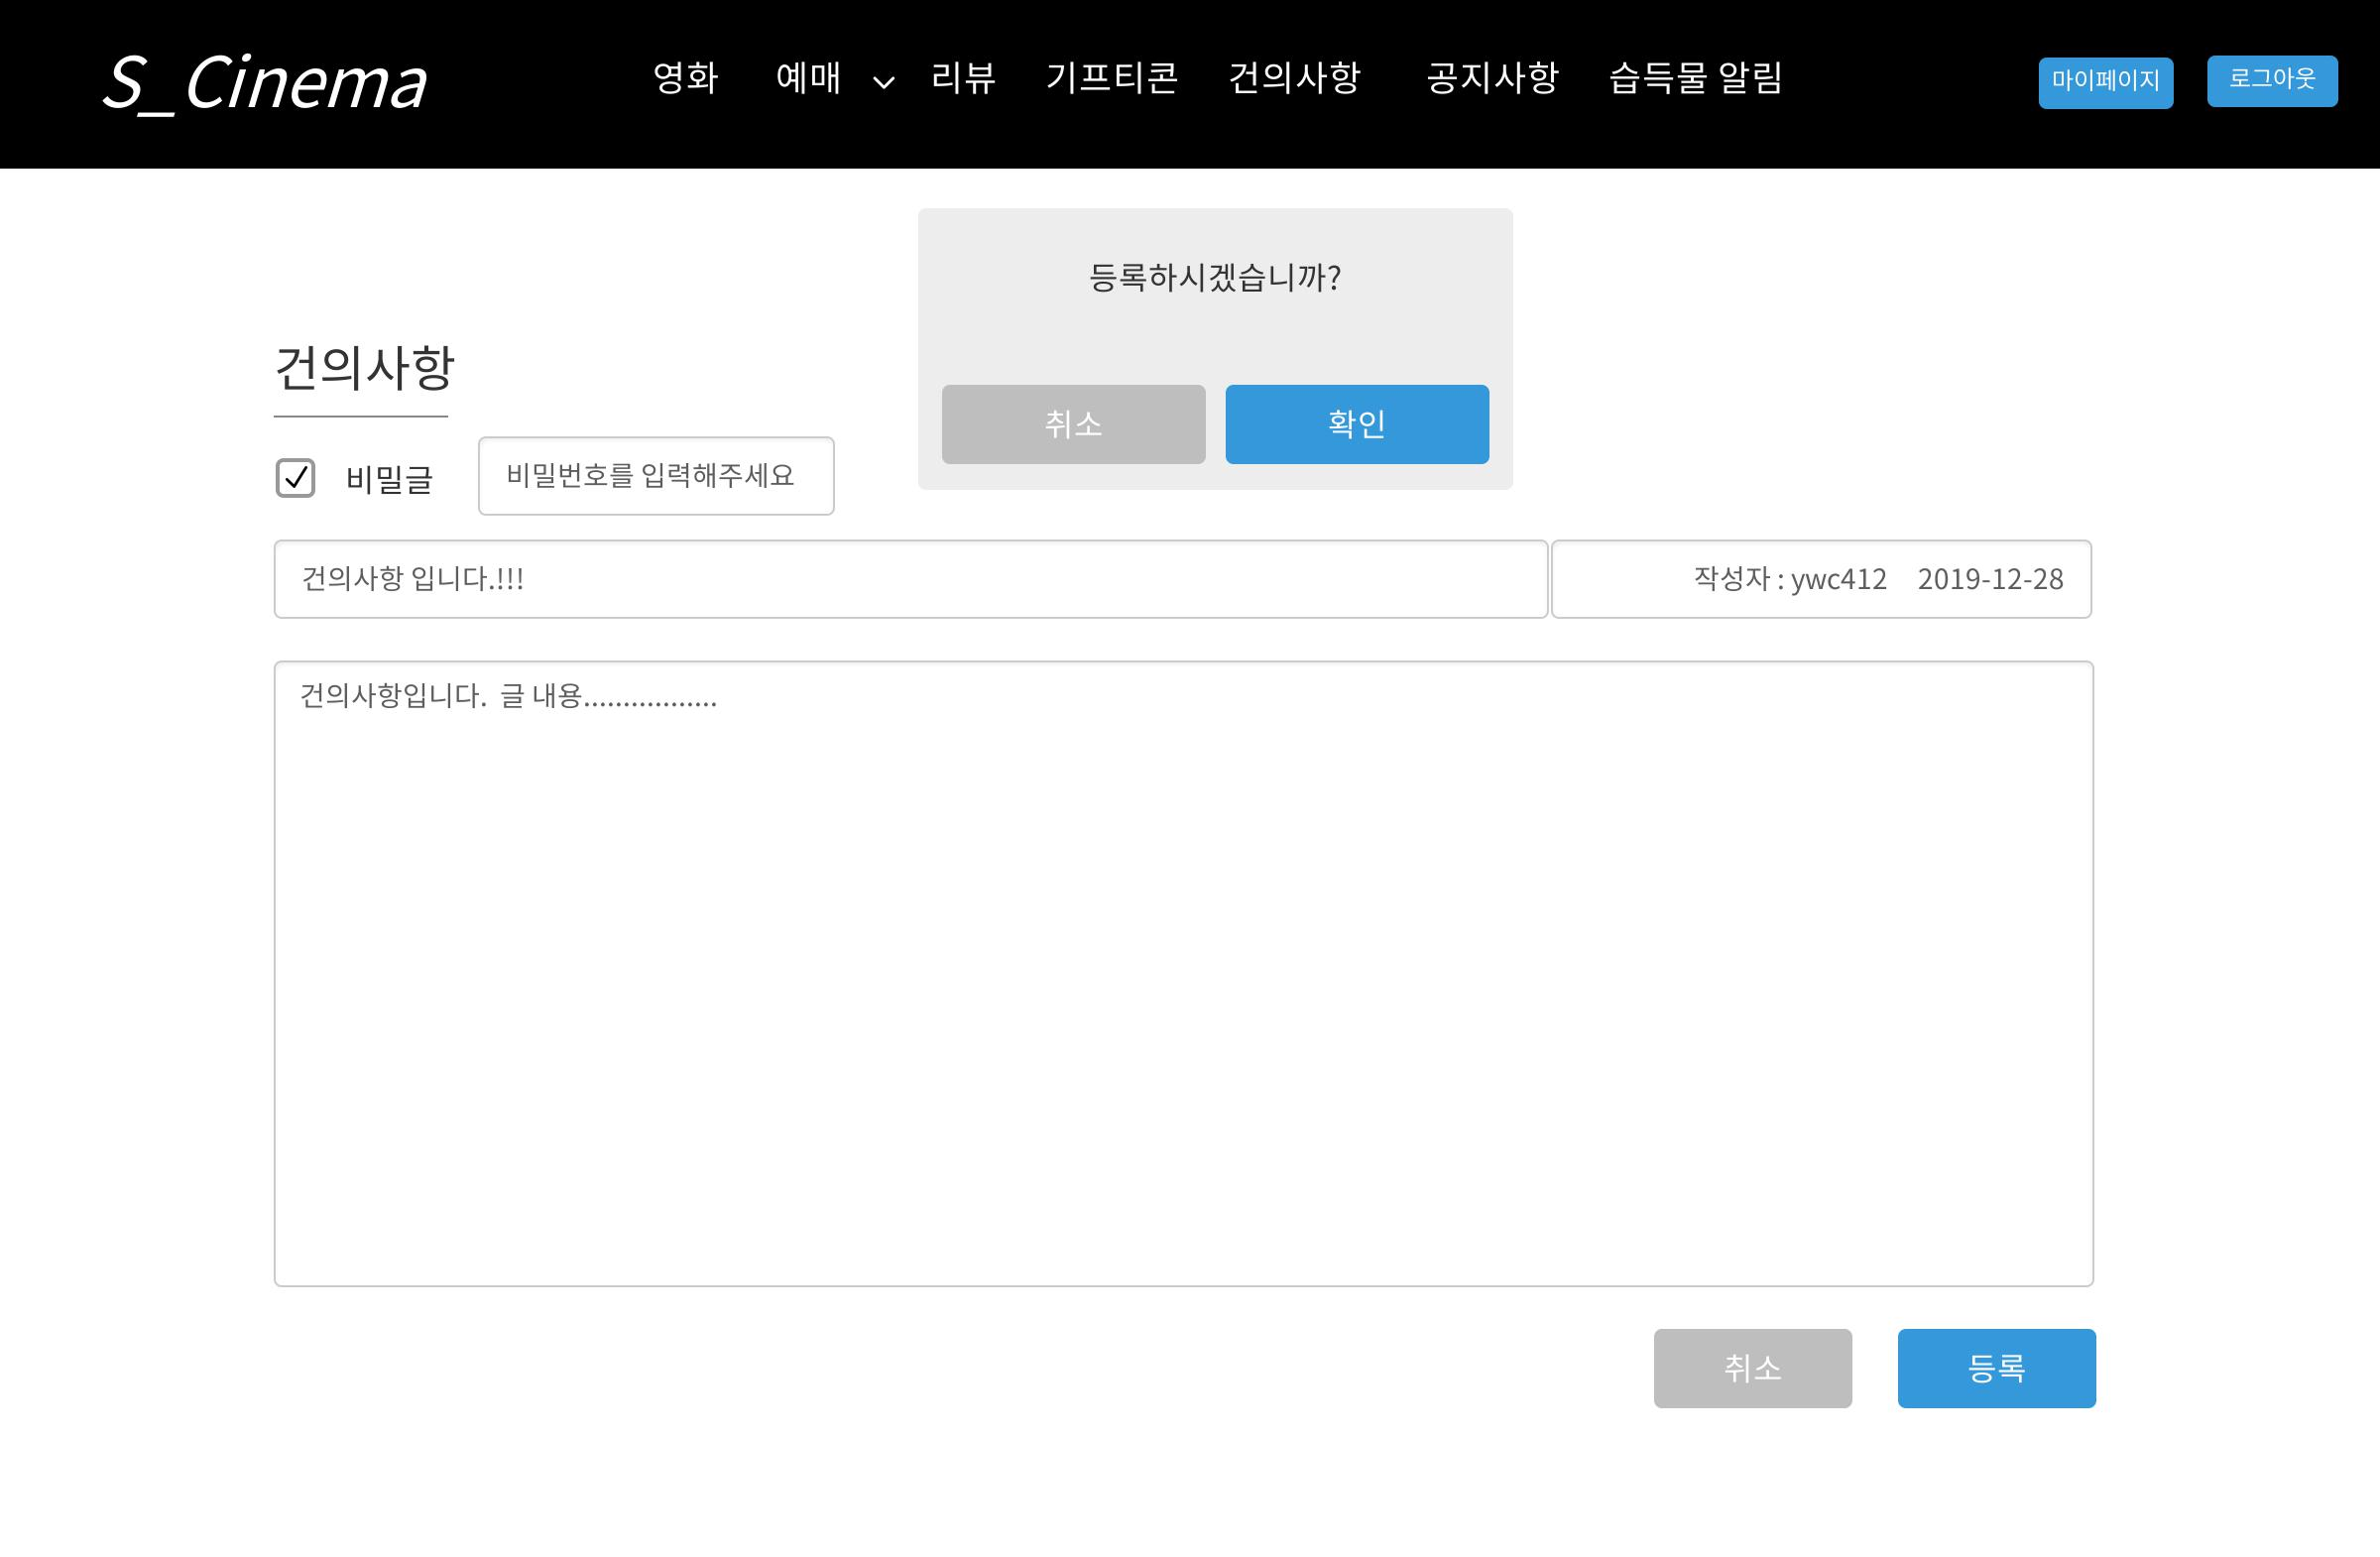 S_Cinema 영화 예매 리뷰 기프티콘 건의사항 공지사항 습득물 알림 마이페이지 로그아웃
등록하시겠습니까?
취소 확인
건의사항
비밀글 비밀번호를 입력해주세요
건의사항 입니다.!!! 작성자 : ywc412 2019-12-28
건의사항입니다. 글 내용.................
취소 등록